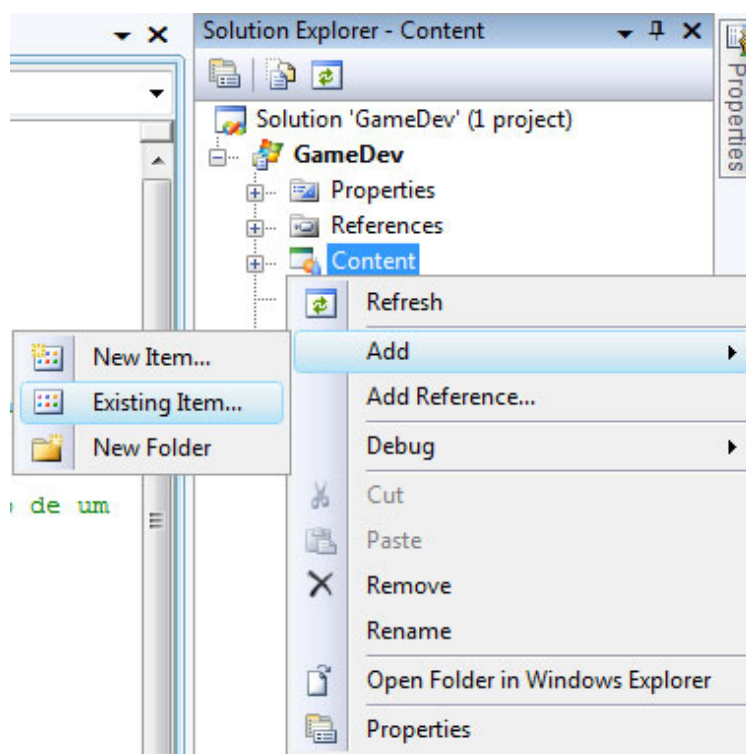 Solution Explorer - Content
Properties
Solution 'GameDev' (1 project)
GameDev
Properties
References
Content
Refresh
Add
Add Reference...
Debug
Cut
Paste
Remove
Rename
Open Folder in Windows Explorer
Properties
New Item...
Existing Item...
New Folder
de um